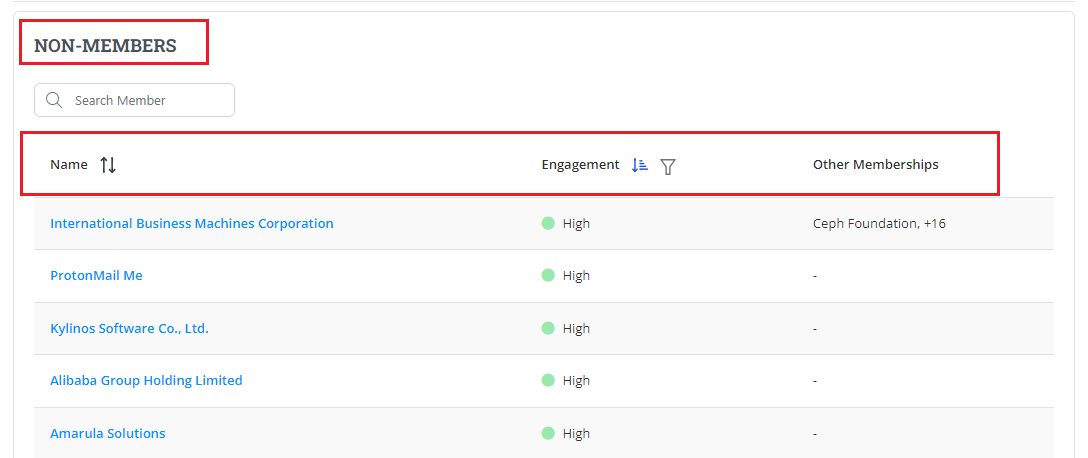 NON-MEMBERS
Search Member
Name Engagement Other Memberships
International Business Machines Corporation High Ceph Foundation, +16
ProtonMail Me High -
Kylinos Software Co., Ltd. High -
Alibaba Group Holding Limited High -
Amarula Solutions High -